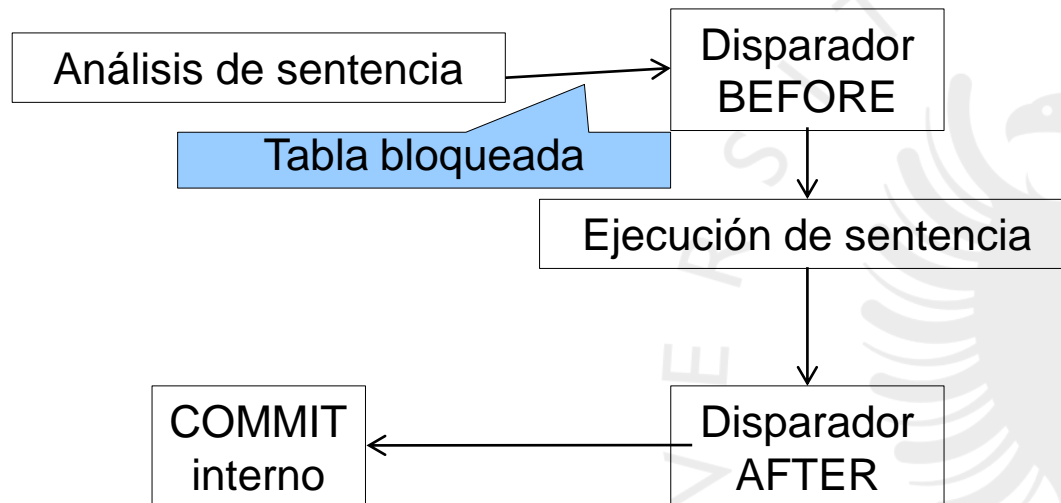 Análisis de sentencia
Disparador
BEFORE
Tabla bloqueada
Ejecución de sentencia
COMMIT
interno
Disparador
AFTER
V E R S I T